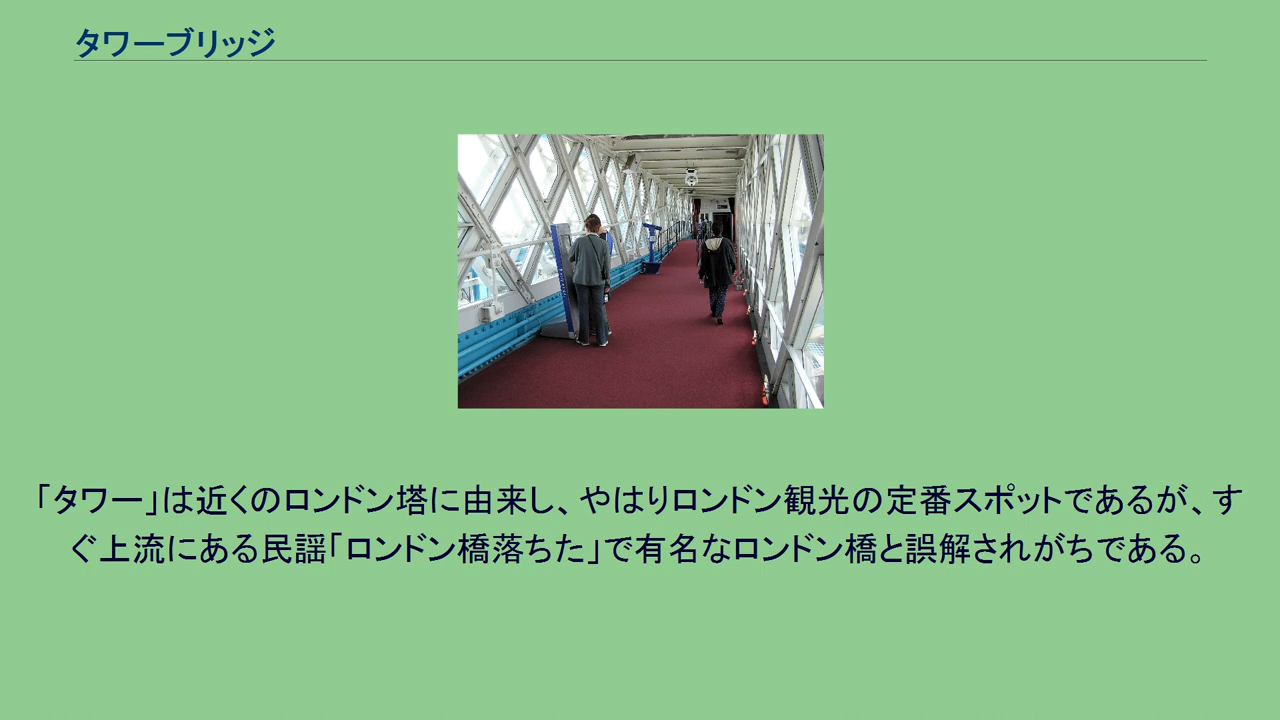 タワーブリッジ
「タワー」は近くのロンドン塔に由来し、やはりロンドン観光の定番スポットであるが、す
ぐ上流にある民謡「ロンドン橋落ちた」で有名なロンドン橋と誤解されがちである。